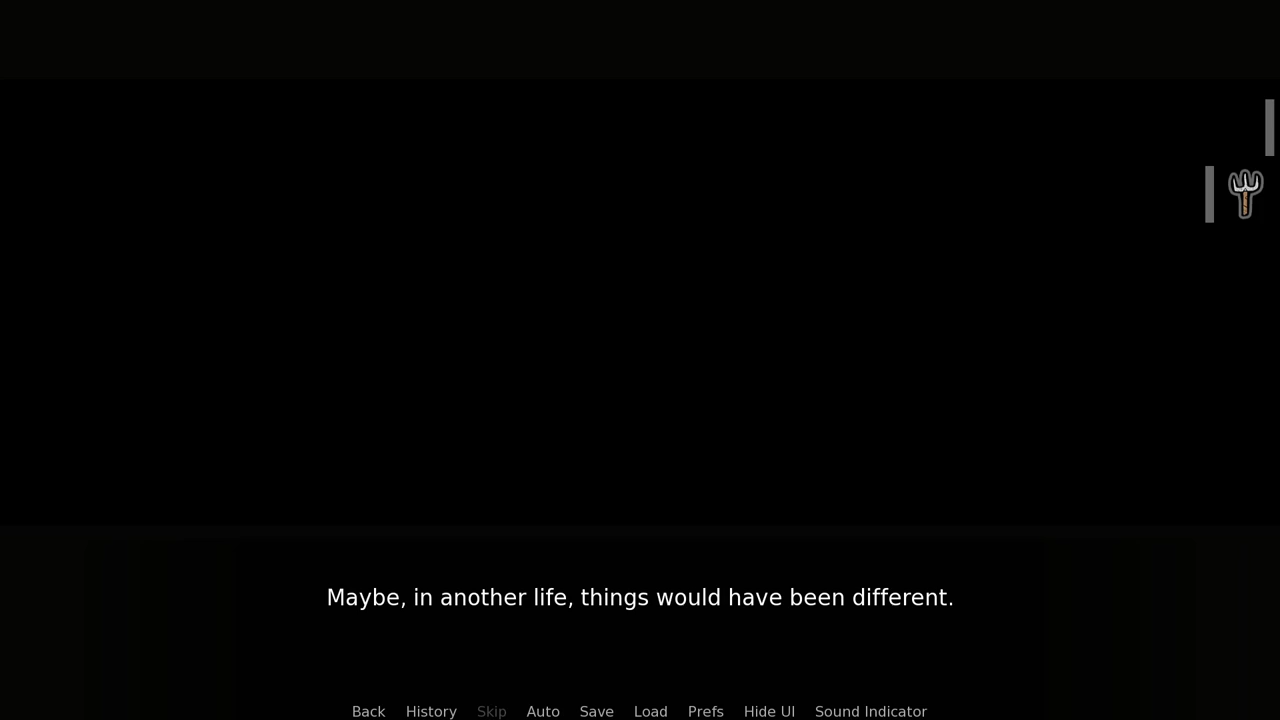 Maybe, in another life, things would have been different.
Back History Skip Auto Save Load Prefs Hide UI Sound Indicator